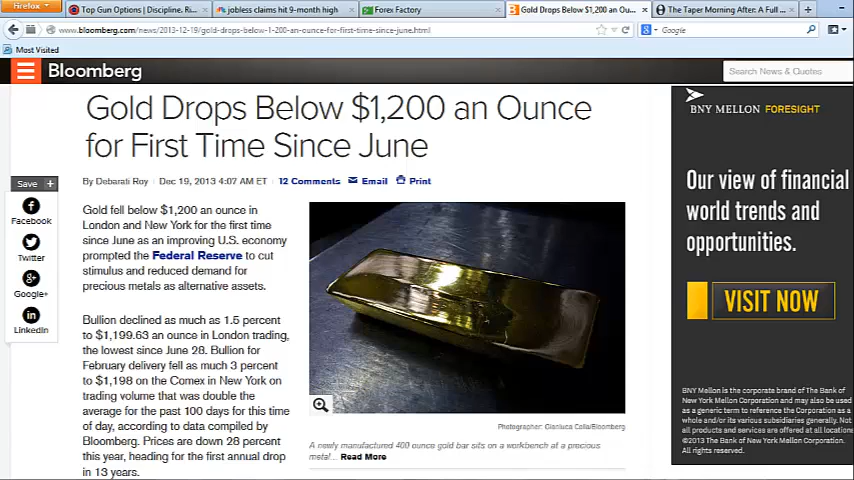 Firefox
Top Gun Options | Discipline. Ri...
jobless claims hit 9-month high
Forex Factory
Gold Drops Below $1,200 an Ou...
The Taper Morning After: A Full ...
www.bloomberg.com/news/2013-12-19/gold-drops-below-1-200-an-ounce-for-first-time-since-june.html
Google
Most Visited
Bloomberg
Search News & Quotes
Gold Drops Below $1,200 an Ounce
for First Time Since June
By Debarati Roy
Dec 19, 2013 4:07 AM ET
12 Comments
Email
Print
Save +
Facebook
Twitter
Google+
LinkedIn
Gold fell below $1,200 an ounce in
London and New York for the first time
since June as an improving U.S. economy
prompted the Federal Reserve to cut
stimulus and reduced demand for
precious metals as alternative assets.
Bullion declined as much as 1.5 percent
to $1,199.63 an ounce in London trading,
the lowest since June 28. Bullion for
February delivery fell as much 3 percent
to $1,198 on the Comex in New York on
trading volume that was double the
average for the past 100 days for this time
of day, according to data compiled by
Bloomberg. Prices are down 28 percent
this year, heading for the first annual drop
in 13 years.
Photographer: Gianluca Colla/Bloomberg
A newly manufactured 400 ounce gold bar sits on a workbench at a precious
metal... Read More
BNY MELLON FORESIGHT
Our view of financial
world trends and
opportunities.
VISIT NOW
BNY Mellon is the corporate brand of The Bank of
New York Mellon Corporation and may also be used
as a generic term to reference the Corporation as a
whole and/or its various subsidiaries generally. Not
all products and services are offered at all locations
©2013 The Bank of New York Mellon Corporation.
All rights reserved.